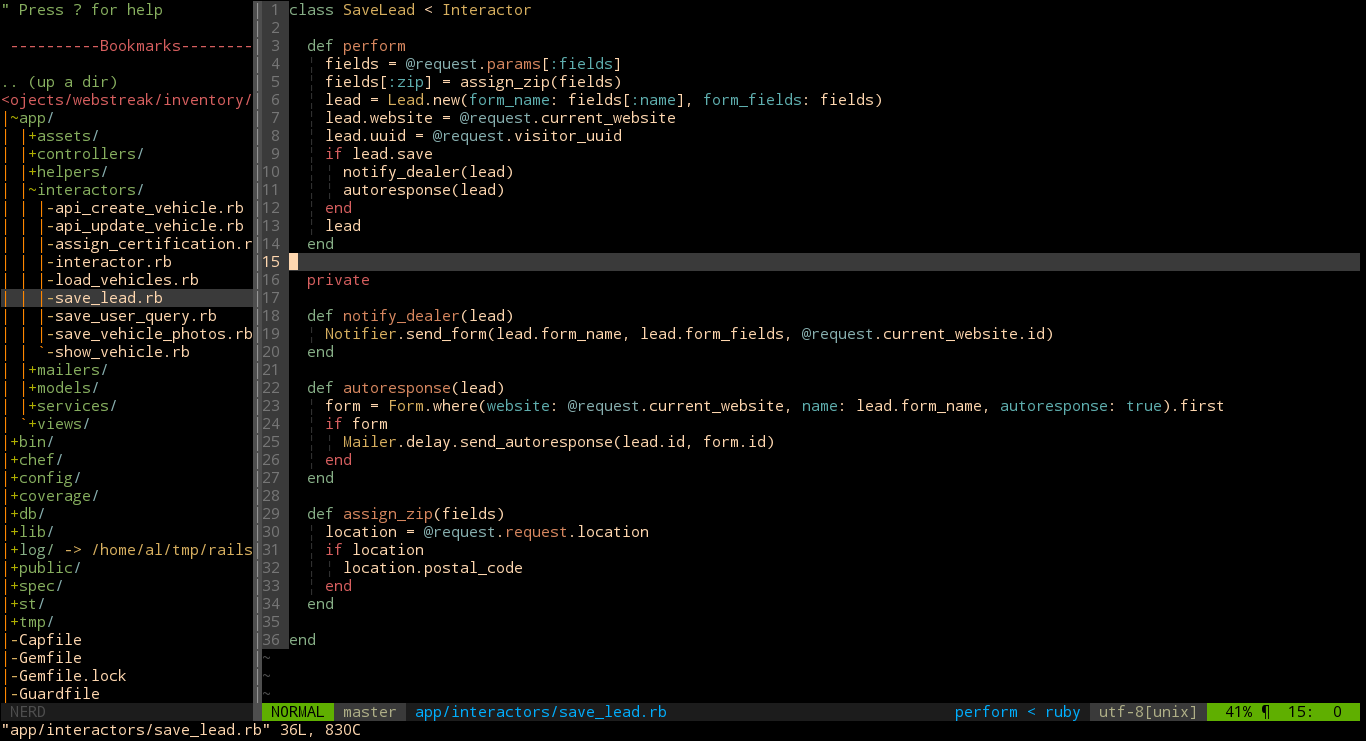 " Press ? for help
----------Bookmarks--------
.. (up a dir)
<ojects/webstreak/inventory/
|~app/
| |+assets/
| |+controllers/
| |+helpers/
| |~interactors/
| | |-api_create_vehicle.rb
| | |-api_update_vehicle.rb
| | |-assign_certification.r
| | |-interactor.rb
| | |-load_vehicles.rb
| | |-save_lead.rb
| | |-save_user_query.rb
| | |-save_vehicle_photos.rb
| | `-show_vehicle.rb
| |+mailers/
| |+models/
| |+services/
| `+views/
|+bin/
|+chef/
|+config/
|+coverage/
|+db/
|+lib/
|+log/ -> /home/al/tmp/rails
|+public/
|+spec/
|+st/
|+tmp/
|-Capfile
|-Gemfile
|-Gemfile.lock
|-Guardfile
NERD
1 class SaveLead < Interactor
2
3   def perform
4     fields = @request.params[:fields]
5     fields[:zip] = assign_zip(fields)
6     lead = Lead.new(form_name: fields[:name], form_fields: fields)
7     lead.website = @request.current_website
8     lead.uuid = @request.visitor_uuid
9     if lead.save
10     ¦ notify_dealer(lead)
11     ¦ autoresponse(lead)
12     end
13     lead
14   end
15
16   private
17
18   def notify_dealer(lead)
19   ¦ Notifier.send_form(lead.form_name, lead.form_fields, @request.current_website.id)
20   end
21
22   def autoresponse(lead)
23     form = Form.where(website: @request.current_website, name: lead.form_name, autoresponse: true).first
24     if form
25     ¦ Mailer.delay.send_autoresponse(lead.id, form.id)
26     end
27   end
28
29   def assign_zip(fields)
30     location = @request.request.location
31     if location
32     ¦ location.postal_code
33     end
34   end
35
36 end
~
~
~
NORMAL master app/interactors/save_lead.rb perform < ruby utf-8[unix] 41% ¶ 15: 0
"app/interactors/save_lead.rb" 36L, 830C